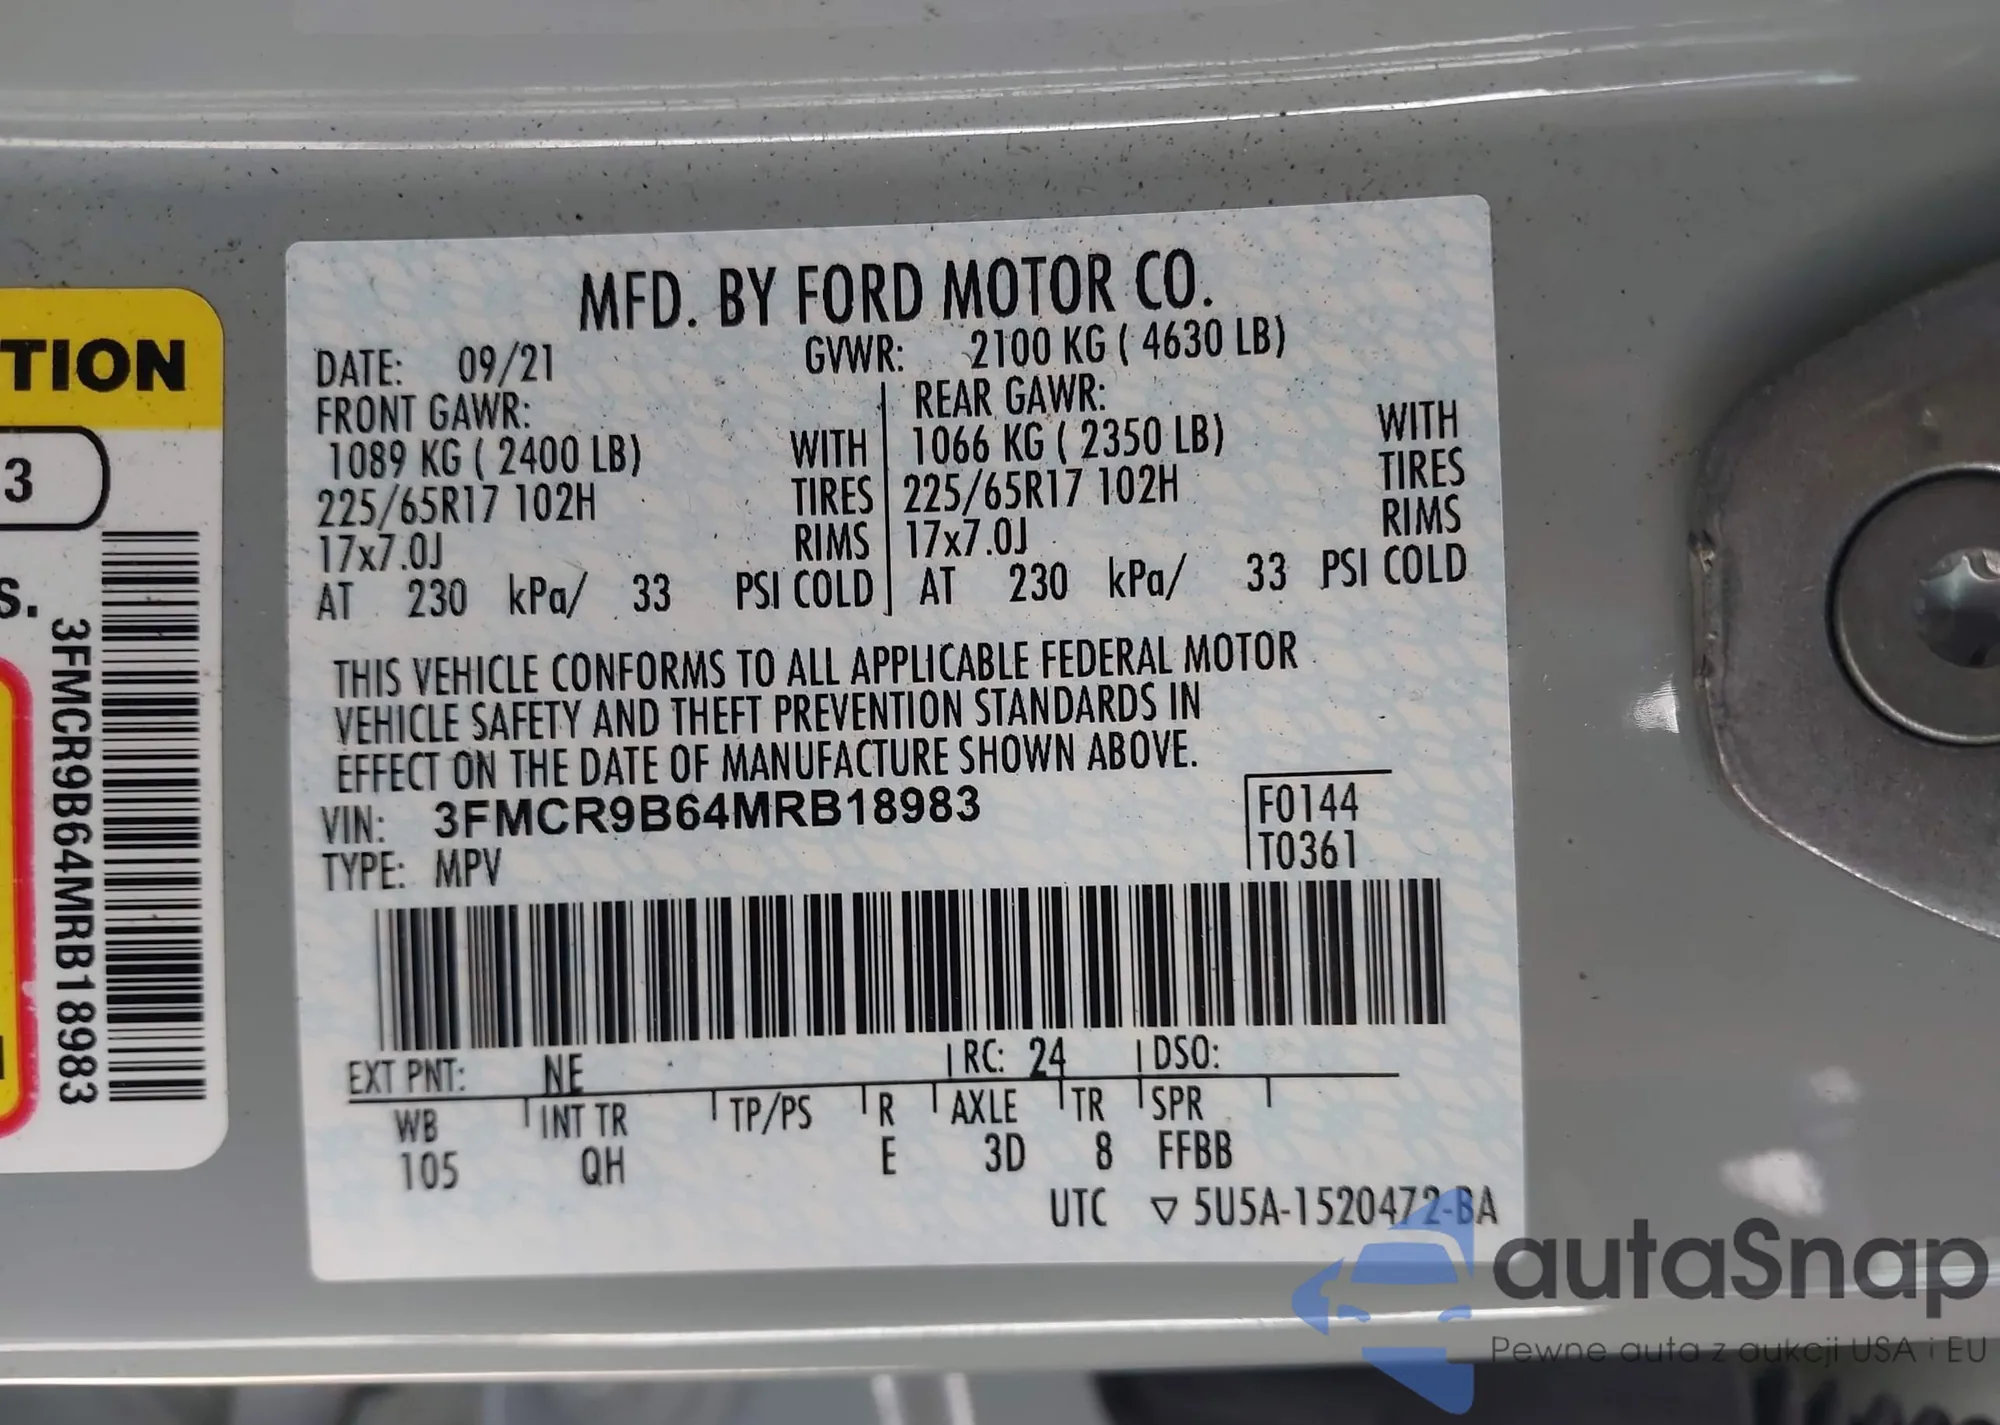 TION
3
S.
3FMCR9B64MRB18983
MFD. BY FORD MOTOR CO.
DATE: 09/21 GVWR: 2100 KG ( 4630 LB)
FRONT GAWR: REAR GAWR:
1089 KG ( 2400 LB) WITH 1066 KG ( 2350 LB) WITH
225/65R17 102H TIRES 225/65R17 102H TIRES
17x7.0J RIMS 17x7.0J RIMS
AT 230 kPa/ 33 PSI COLD AT 230 kPa/ 33 PSI COLD
THIS VEHICLE CONFORMS TO ALL APPLICABLE FEDERAL MOTOR
VEHICLE SAFETY AND THEFT PREVENTION STANDARDS IN
EFFECT ON THE DATE OF MANUFACTURE SHOWN ABOVE.
VIN: 3FMCR9B64MRB18983 F0144
TYPE: MPV T0361
EXT PNT: NE RC: 24 DSO:
WB INT TR TP/PS R AXLE TR SPR
105 QH E 3D 8 FFBB
UTC ▽ 5U5A-1520472-BA
autaSnap
Pewne auta z aukcji USA i EU